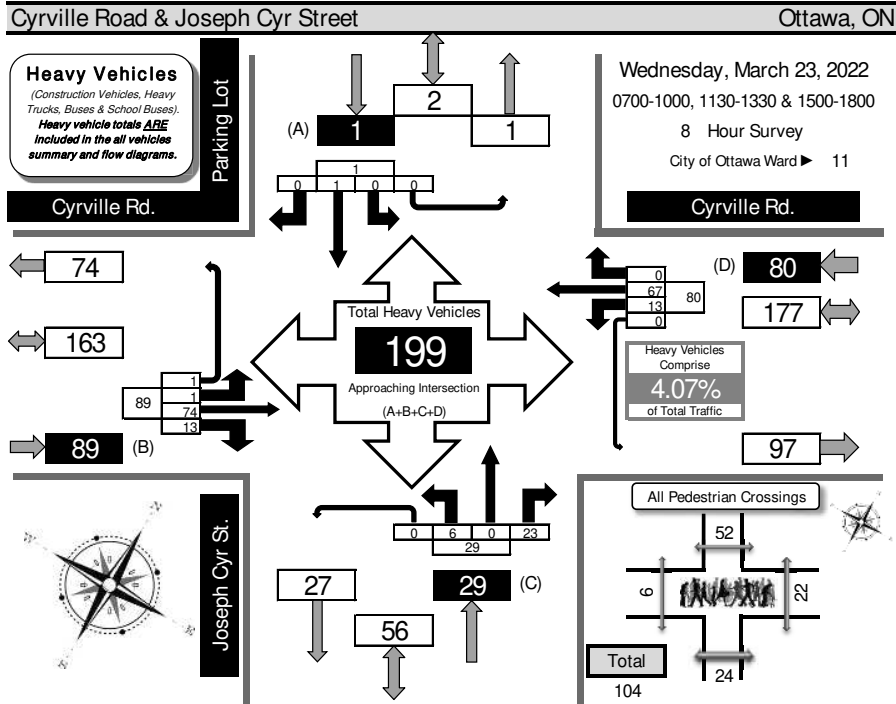 Cyrville Road & Joseph Cyr Street
Ottawa, ON
Heavy Vehicles
(Construction Vehicles, Heavy
Trucks, Buses & School Buses).
Heavy vehicle totals ARE
included in the all vehicles
summary and flow diagrams.
Parking Lot
Cyrville Rd.
2
(A)
1
1
1
0 1 0 0
Wednesday, March 23, 2022
0700-1000, 1130-1330 & 1500-1800
8 Hour Survey
City of Ottawa Ward ► 11
Cyrville Rd.
74
163
89
1
1
74
13
89
(B)
Total Heavy Vehicles
199
Approaching Intersection
(A+B+C+D)
0
67
13
0
80
(D)
80
177
Heavy Vehicles
Comprise
4.07%
of Total Traffic
97
Joseph Cyr St.
0 6 0 23
29
27
29
(C)
56
All Pedestrian Crossings
52
6
22
24
Total
104